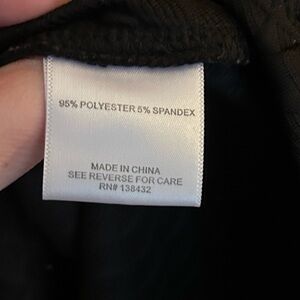 95% POLYESTER 5% SPANDEX
MADE IN CHINA
SEE REVERSE FOR CARE
RN# 138432